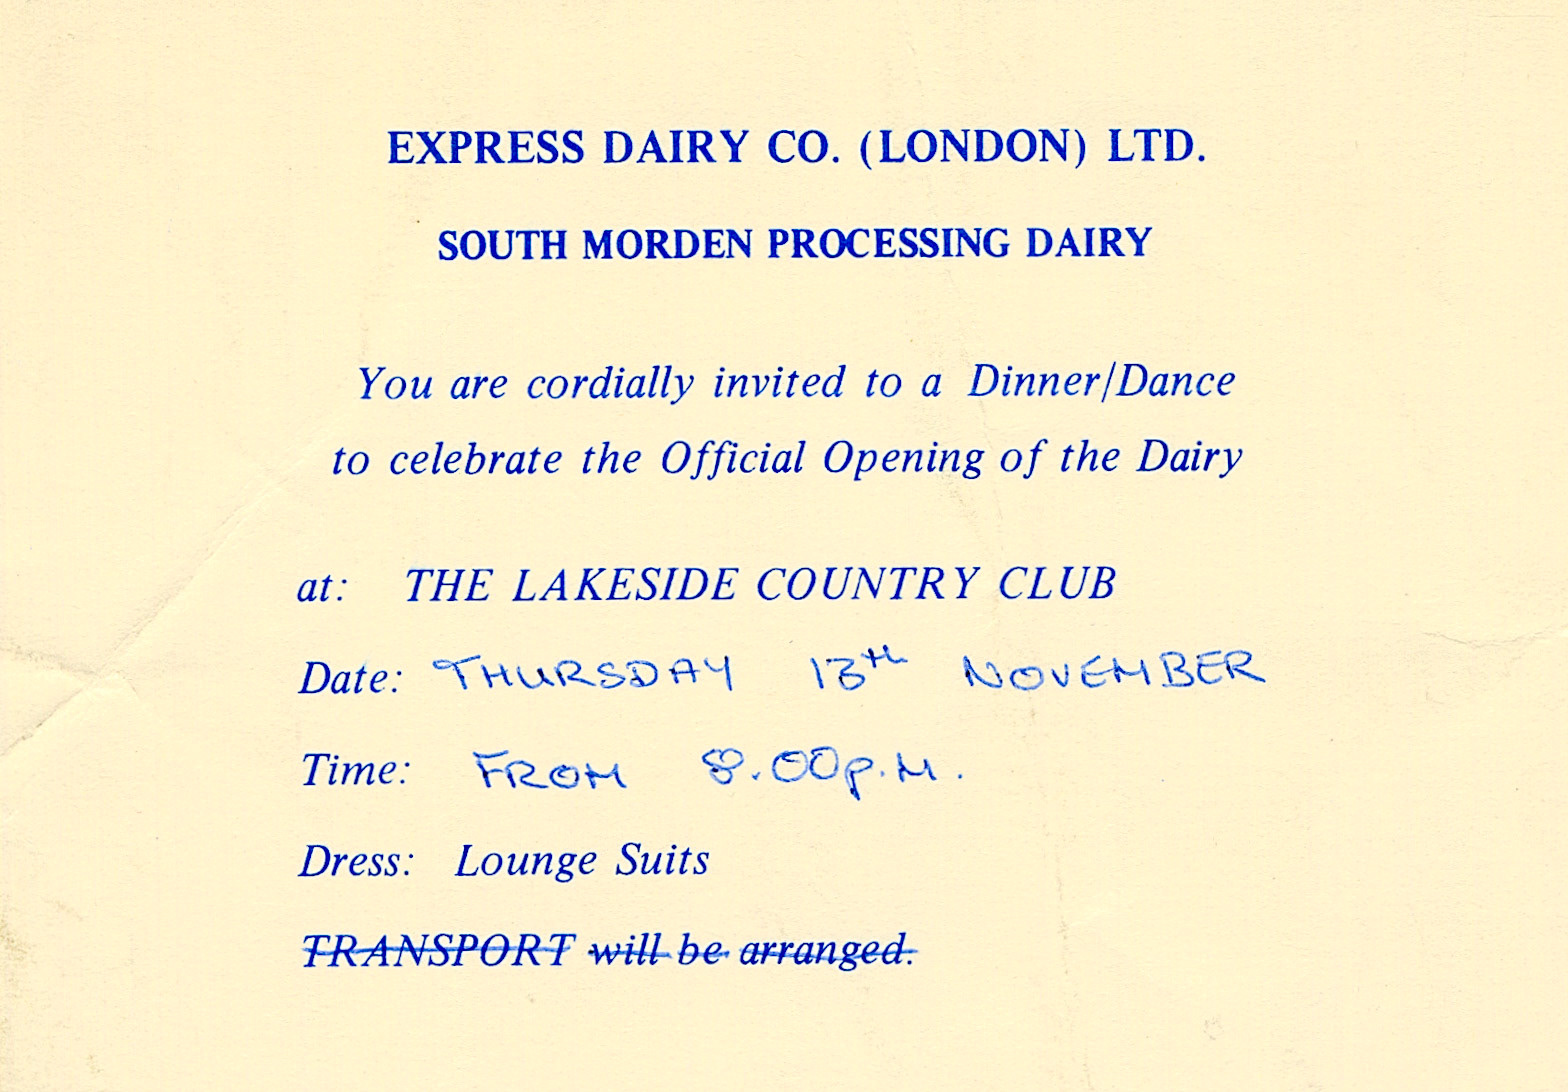 EXPRESS DAIRY CO. (LONDON) LTD.
SOUTH MORDEN PROCESSING DAIRY
You are cordially invited to a Dinner/Dance
to celebrate the Official Opening of the Dairy
at: THE LAKESIDE COUNTRY CLUB
Date: THURSDAY 13th NOVEMBER
Time: FROM 8.00p.M.
Dress: Lounge Suits
TRANSPORT will be arranged.